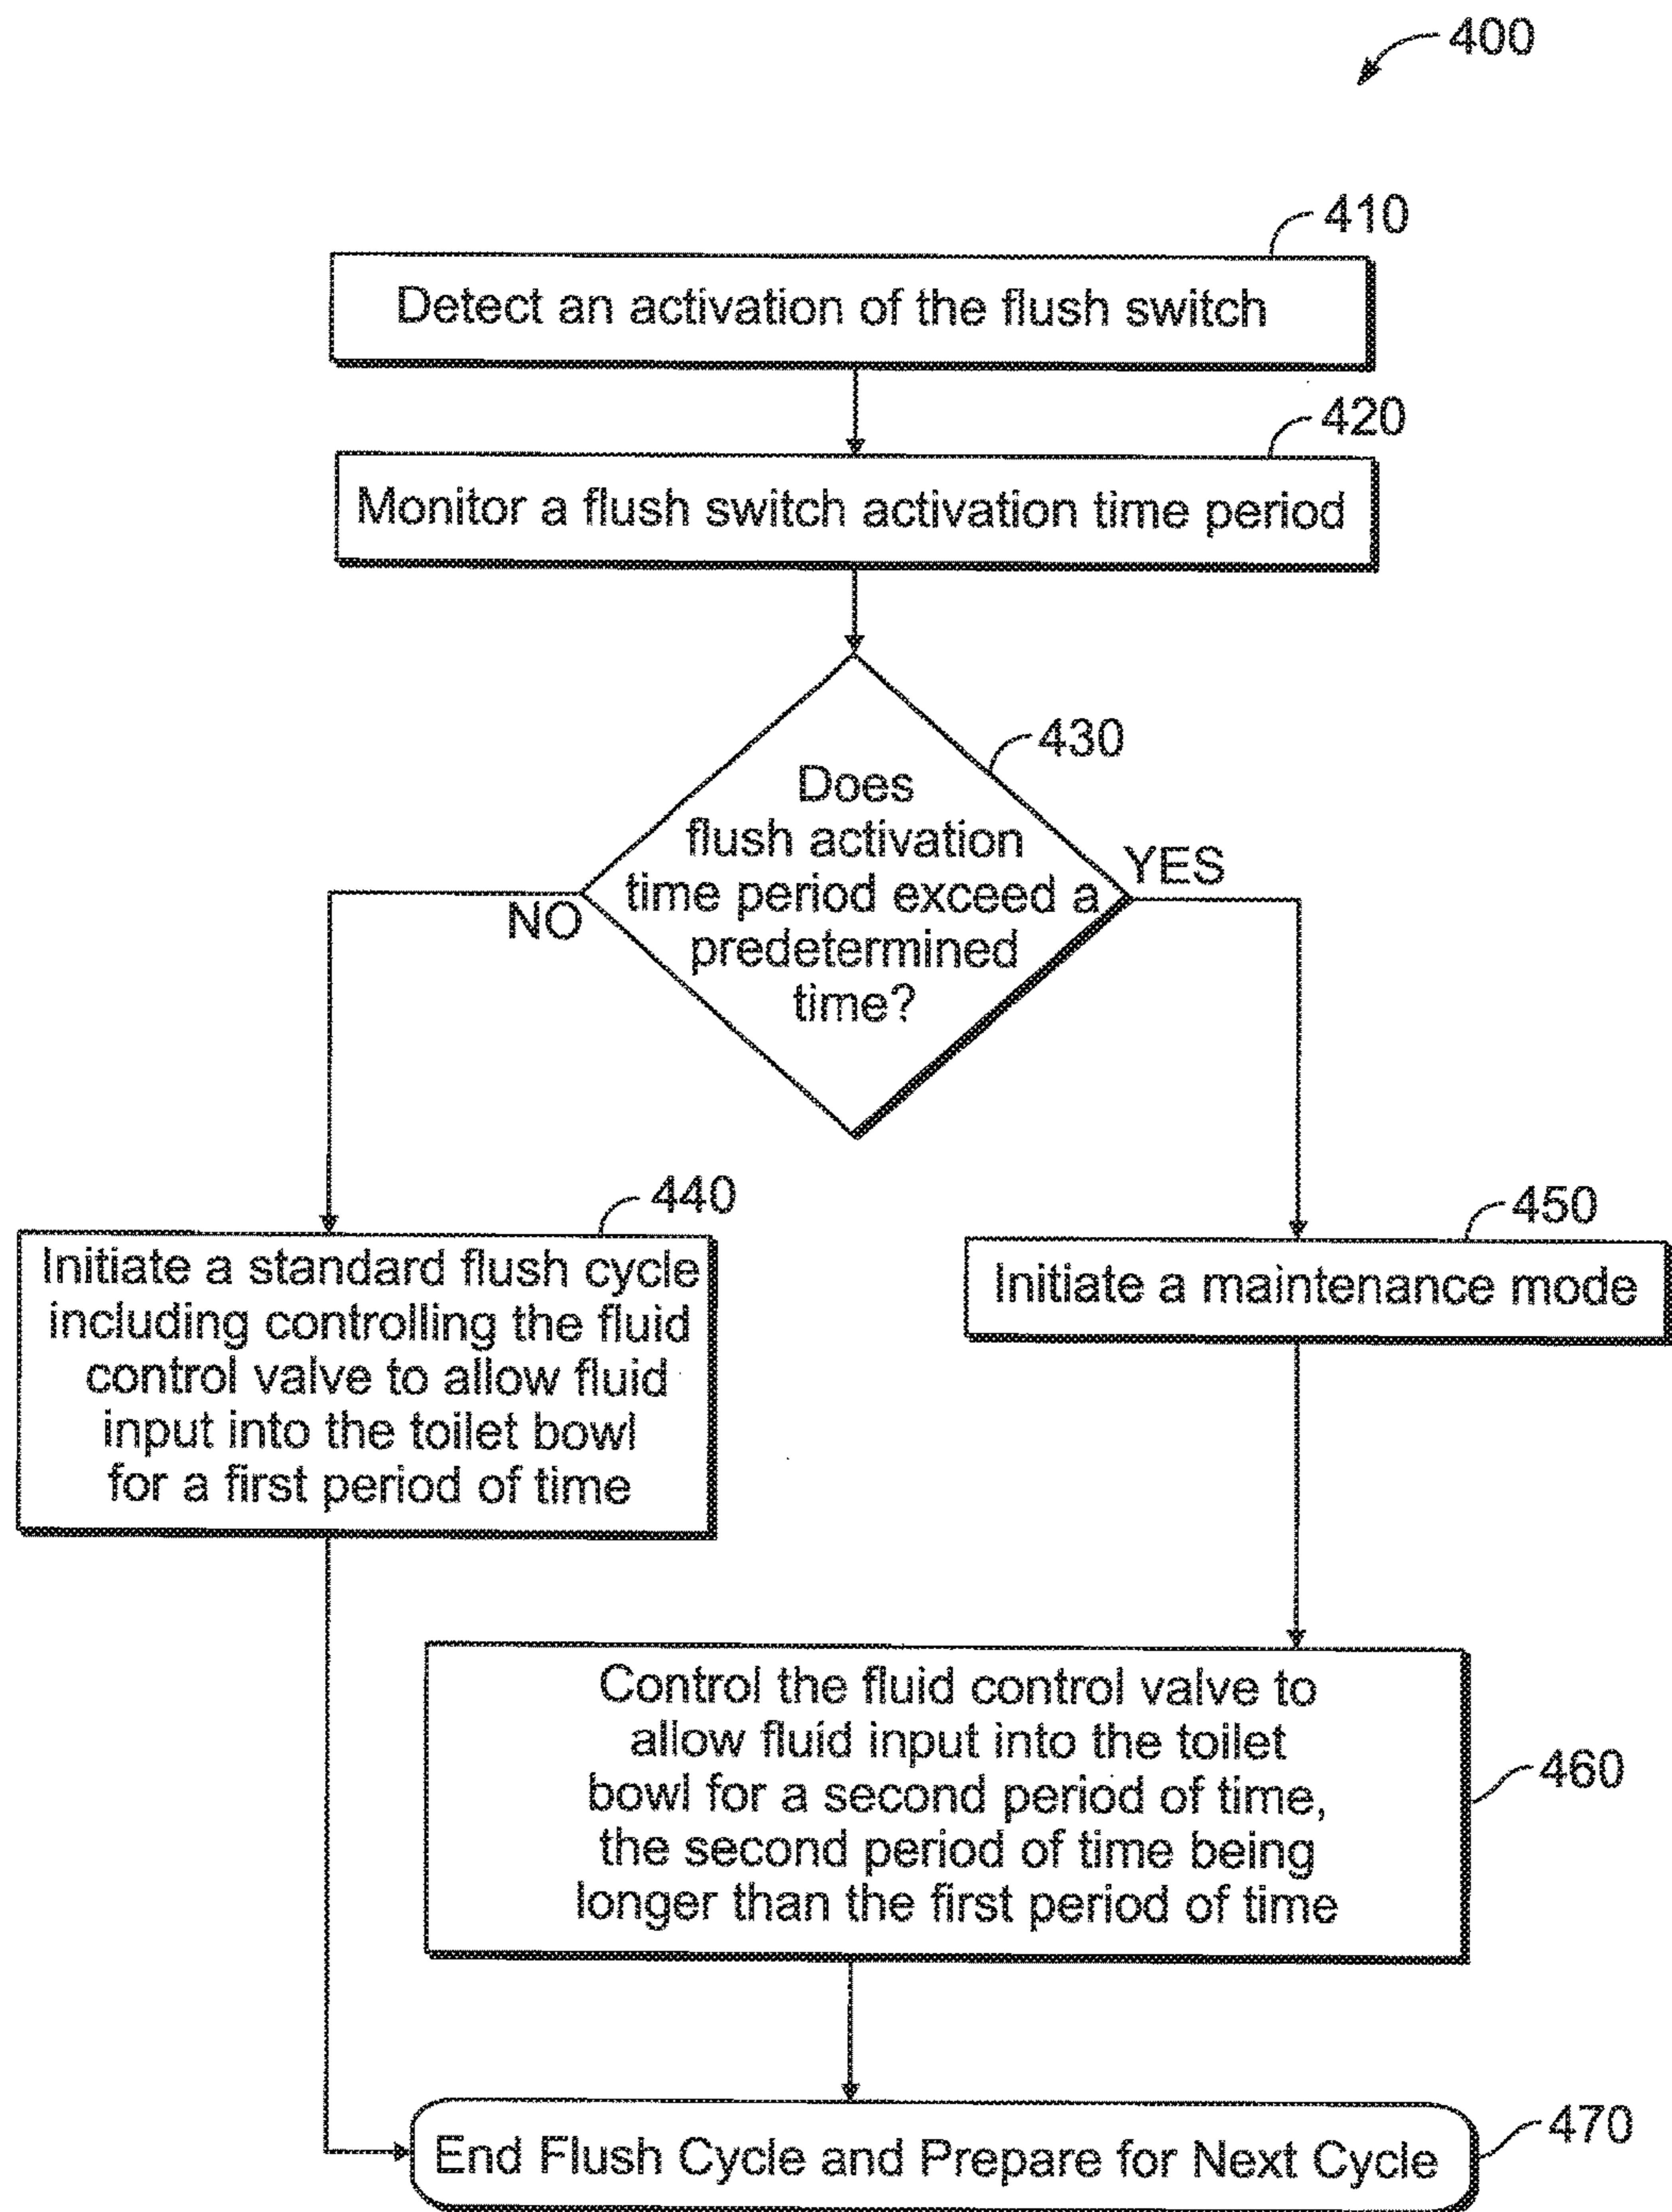 400
410
Detect an activation of the flush switch
420
Monitor a flush switch activation time period
430
Does
flush activation
time period exceed a
predetermined
time?
YES
NO
440
Initiate a standard flush cycle
including controlling the fluid
control valve to allow fluid
input into the toilet bowl
for a first period of time
450
Initiate a maintenance mode
Control the fluid control valve to
allow fluid input into the toilet
bowl for a second period of time,
the second period of time being
longer than the first period of time
460
End Flush Cycle and Prepare for Next Cycle
470